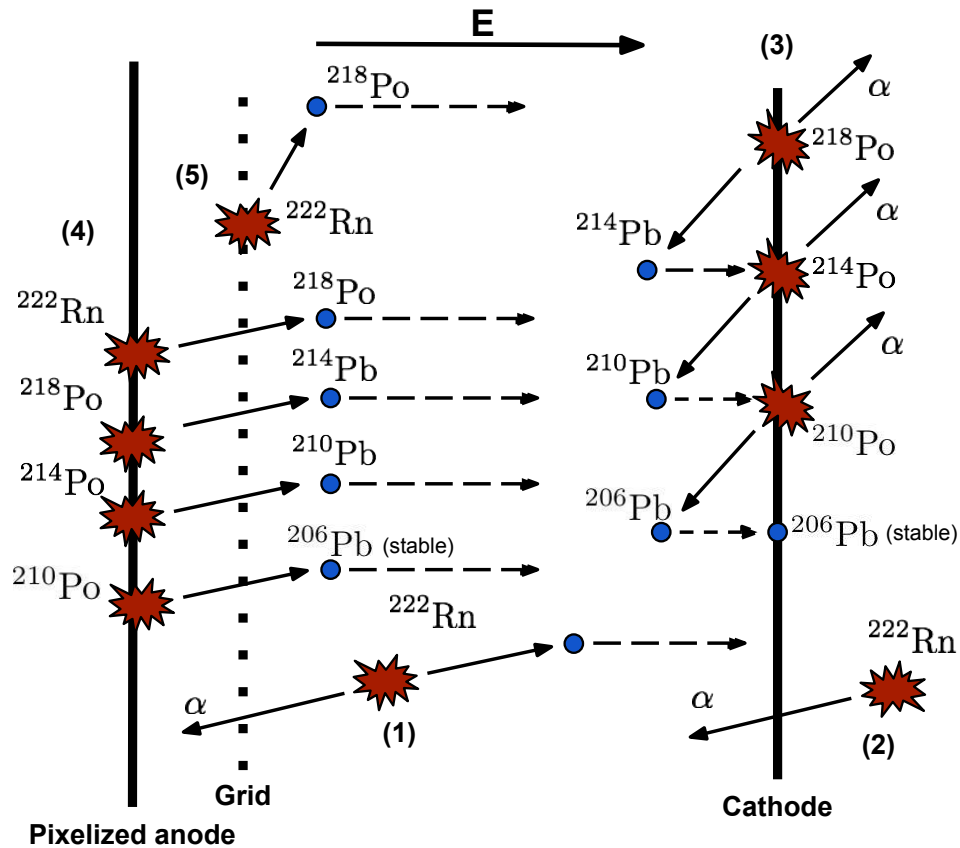 E
(3)
²¹⁸Po
α
²¹⁸Po
(5)
²²²Rn
α
(4)
²¹⁴Pb
²¹⁴Po
²²²Rn
²¹⁸Po
α
²¹⁸Po
²¹⁴Pb
²¹⁰Pb
²¹⁰Po
²¹⁴Po
²¹⁰Pb
²⁰⁶Pb
²⁰⁶Pb (stable)
²⁰⁶Pb (stable)
²¹⁰Po
²²²Rn
²²²Rn
α
α
(1)
(2)
Grid
Cathode
Pixelized anode